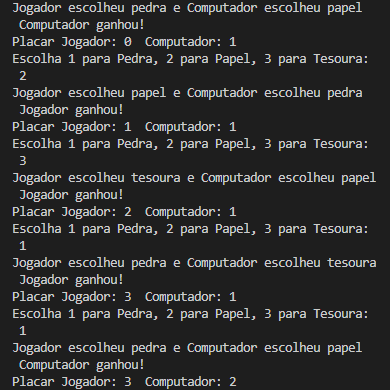 Jogador escolheu pedra e Computador escolheu papel
Computador ganhou!
Placar Jogador: 0  Computador: 1
Escolha 1 para Pedra, 2 para Papel, 3 para Tesoura:
2
Jogador escolheu papel e Computador escolheu pedra
Jogador ganhou!
Placar Jogador: 1  Computador: 1
Escolha 1 para Pedra, 2 para Papel, 3 para Tesoura:
3
Jogador escolheu tesoura e Computador escolheu papel
Jogador ganhou!
Placar Jogador: 2  Computador: 1
Escolha 1 para Pedra, 2 para Papel, 3 para Tesoura:
1
Jogador escolheu pedra e Computador escolheu tesoura
Jogador ganhou!
Placar Jogador: 3  Computador: 1
Escolha 1 para Pedra, 2 para Papel, 3 para Tesoura:
1
Jogador escolheu pedra e Computador escolheu papel
Computador ganhou!
Placar Jogador: 3  Computador: 2